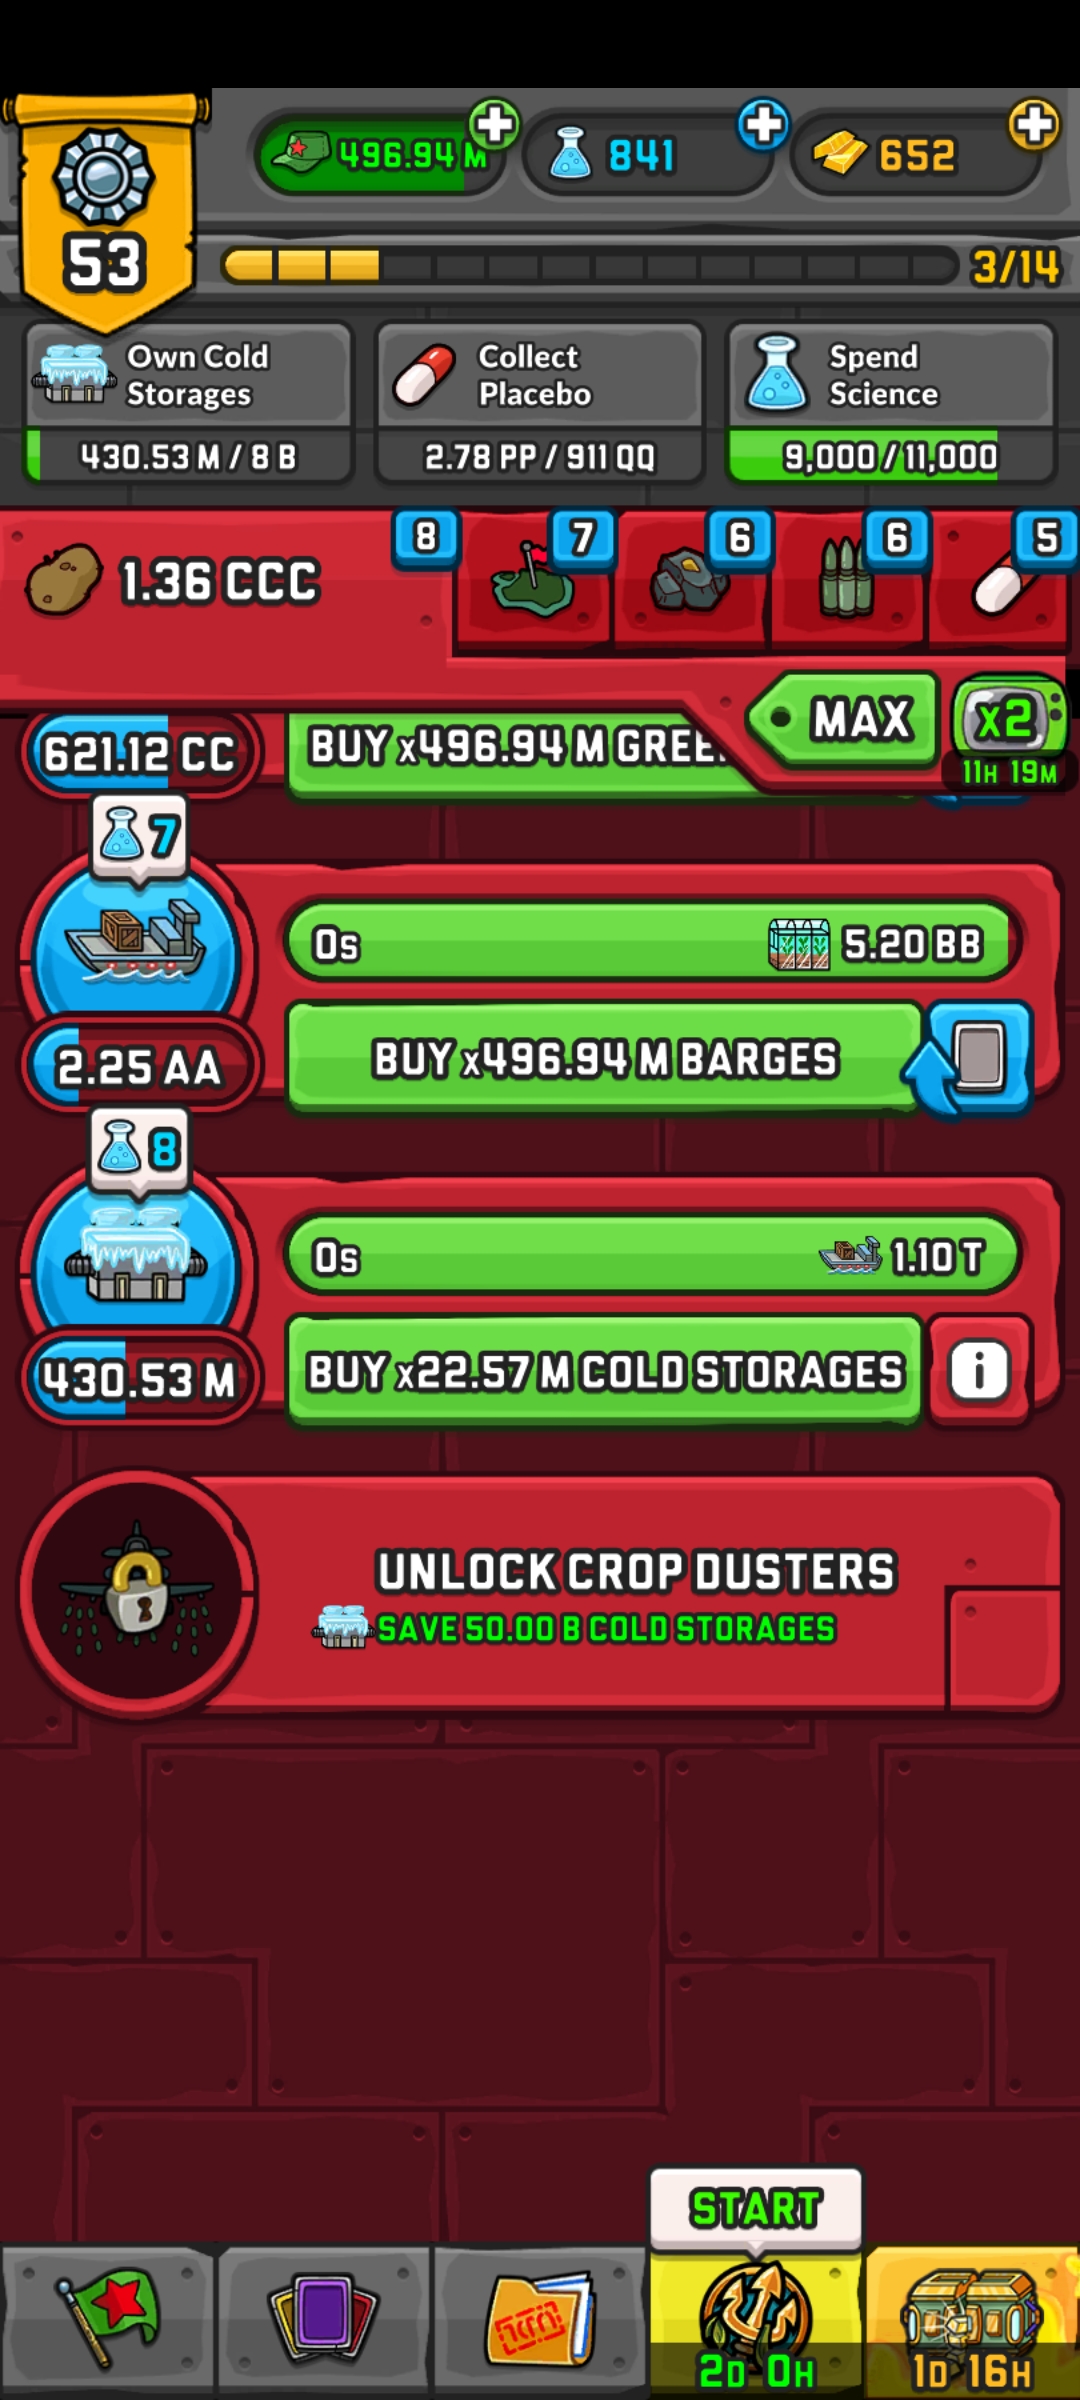 496.94 M
841
652
53
3/14
Own Cold
Storages
430.53 M / 8 B
Collect
Placebo
2.78 PP / 911 QQ
Spend
Science
9,000/11,000
1.36 CCC
8
7
6
6
5
MAX
x2
11H 19M
621.12 CC
BUY x496.94 M GREE
7
0s
5.20 BB
2.25 AA
BUY x496.94 M BARGES
8
0s
1.10 T
430.53 M
BUY x22.57 M COLD STORAGES
i
UNLOCK CROP DUSTERS
SAVE 50.00 B COLD STORAGES
START
2D 0H
1D 16H